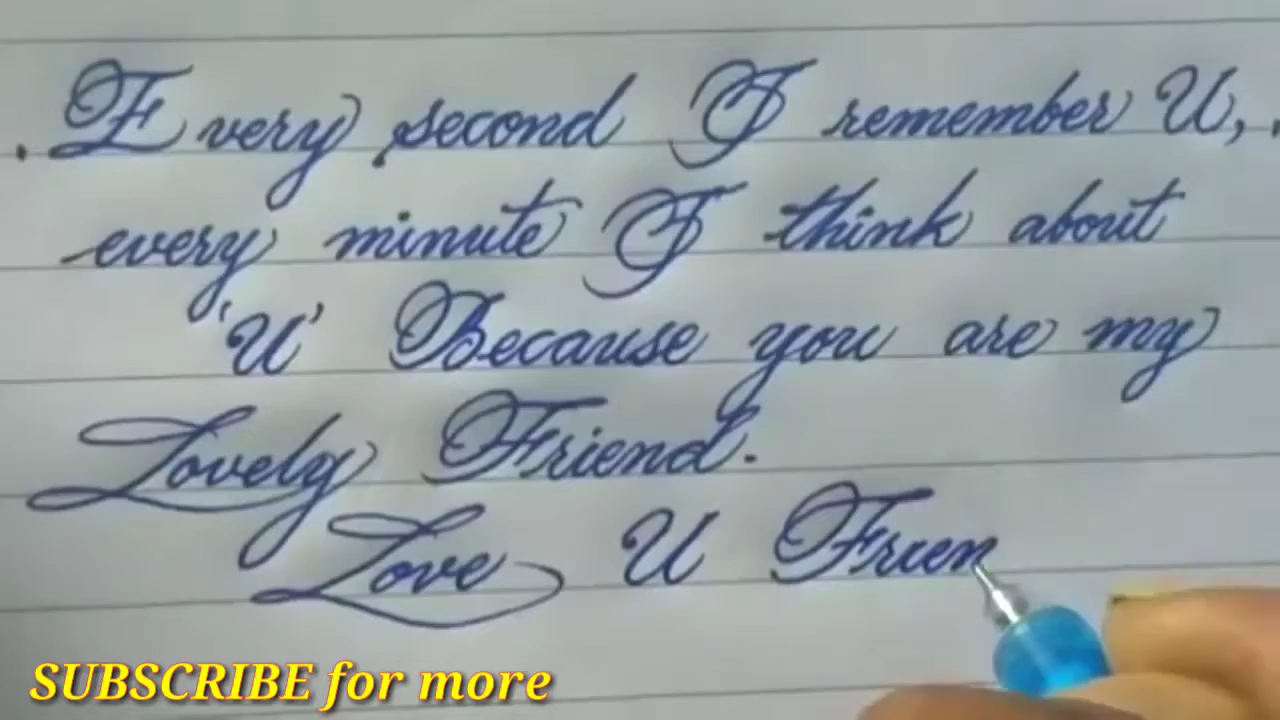 . Every second I remember U,
every minute I think about
'U' Because you are my
Lovely Friend.
Love U Frien
SUBSCRIBE for more